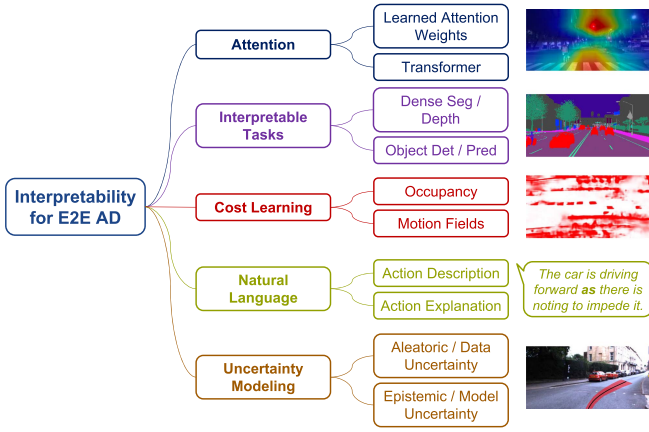 Interpretability
for E2E AD
Attention
Learned Attention
Weights
Transformer
Interpretable
Tasks
Dense Seg /
Depth
Object Det / Pred
Cost Learning
Occupancy
Motion Fields
Natural
Language
Action Description
Action Explanation
The car is driving
forward as there is
noting to impede it.
Uncertainty
Modeling
Aleatoric / Data
Uncertainty
Epistemic / Model
Uncertainty